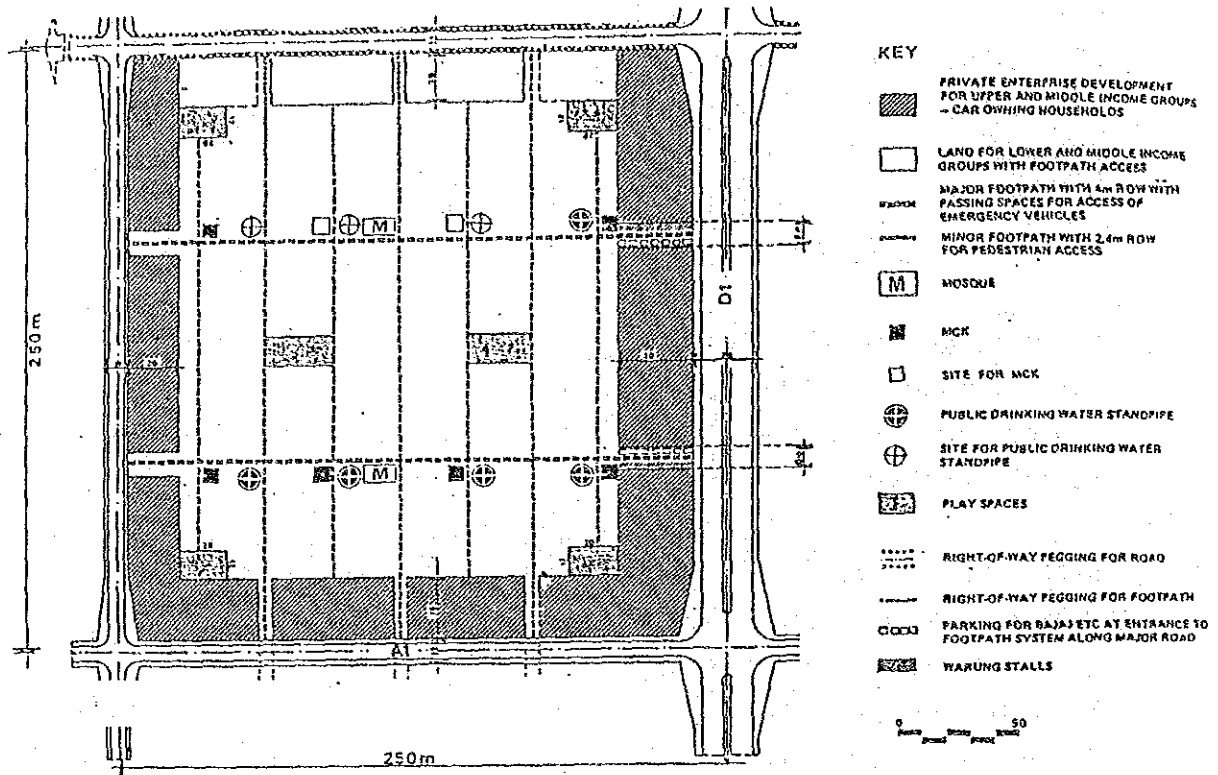 KEY
PRIVATE ENTERPRISE DEVELOPMENT
FOR UPPER AND MIDDLE INCOME GROUPS
- CAR OWNING HOUSEHOLDS
LAND FOR LOWER AND MIDDLE INCOME
GROUPS WITH FOOTPATH ACCESS
MAJOR FOOTPATH WITH 4m ROW WITH
PASSING SPACES FOR ACCESS OF
EMERGENCY VEHICLES
MINOR FOOTPATH WITH 2,4m ROW
FOR PEDESTRIAN ACCESS
M MOSQUE
MCK
SITE FOR MCK
PUBLIC DRINKING WATER STANDPIPE
SITE FOR PUBLIC DRINKING WATER
STANDPIPE
PLAY SPACES
RIGHT-OF-WAY PEGGING FOR ROAD
RIGHT-OF-WAY PEGGING FOR FOOTPATH
PARKING FOR BAJAJ ETC AT ENTRANCE TO
FOOTPATH SYSTEM ALONG MAJOR ROAD
WARUNG STALLS
0 50
M
D1
250m
M
A1
250m